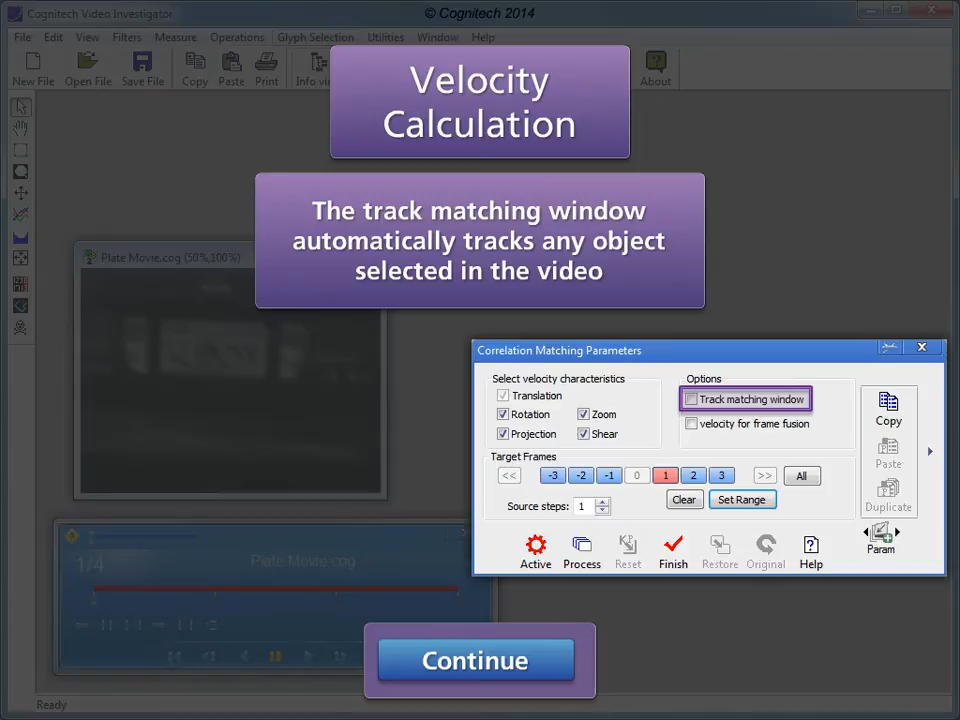 Cognitech Video Investigator
© Cognitech 2014
File Edit View Filters Measure Operations Glyph Selection Utilities Window Help
New File Open File Save File Copy Paste Print Info vi About
Velocity
Calculation
The track matching window
automatically tracks any object
selected in the video
Plate Movie.cog (50%,100%)
Correlation Matching Parameters
Select velocity characteristics
Translation
Rotation Zoom
Projection Shear
Options
Track matching window
velocity for frame fusion
Target Frames
<< -3 -2 -1 0 1 2 3 >> All
Source steps: 1 Clear Set Range
Copy
Paste
Duplicate
Param
Active Process Reset Finish Restore Original Help
1/4 Plate Movie.cog
Continue
Ready